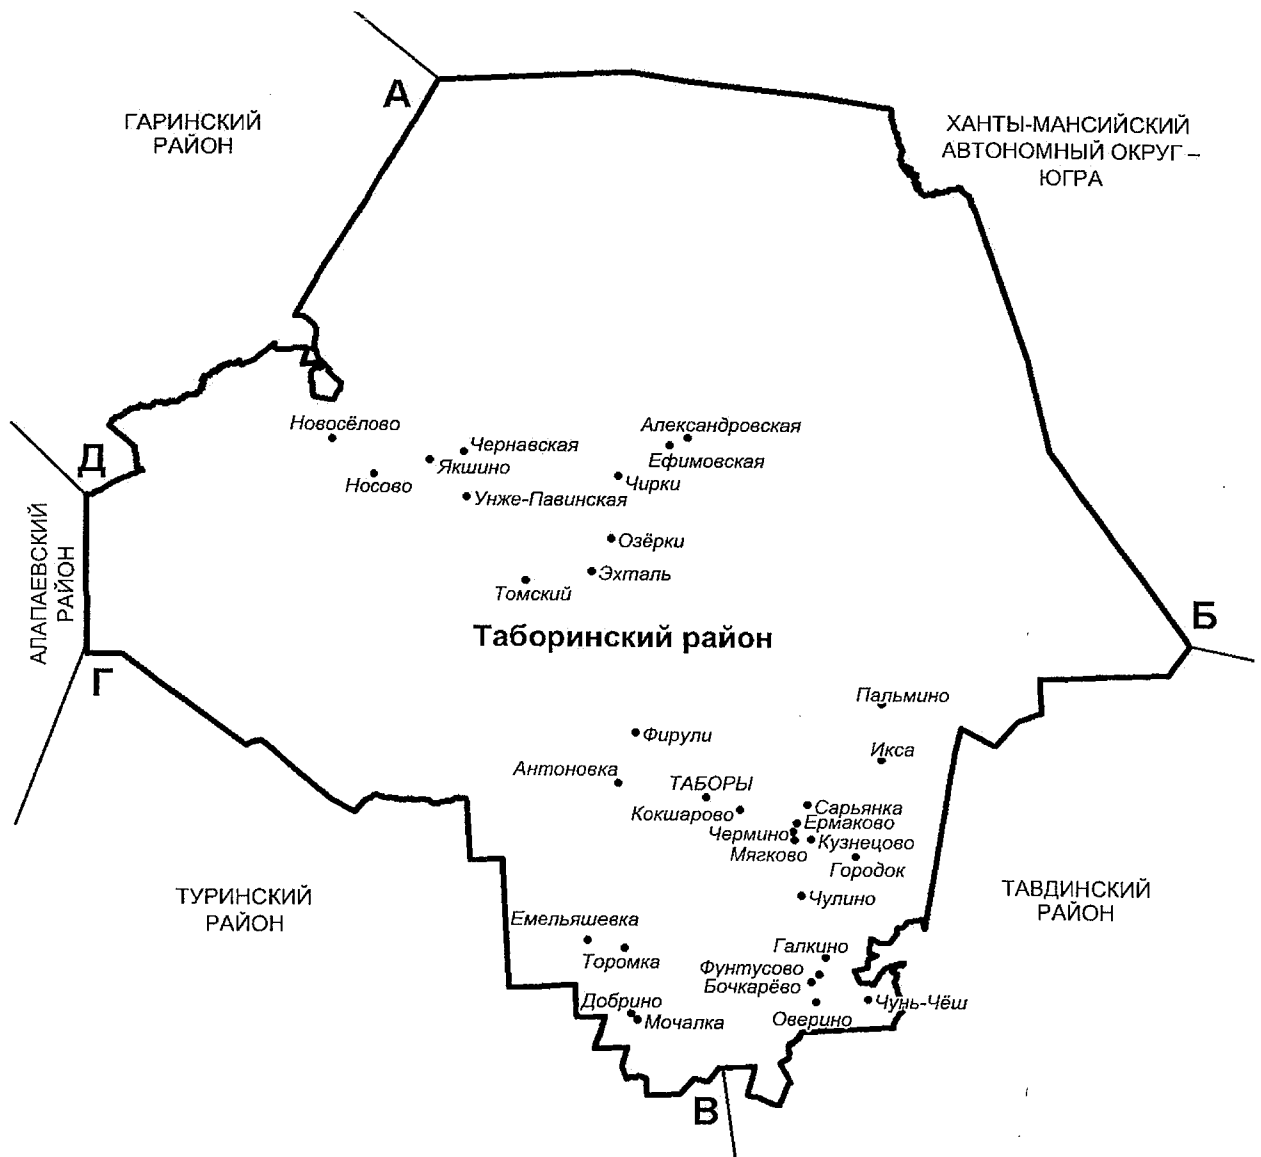 А
ГАРИНСКИЙ
РАЙОН
ХАНТЫ-МАНСИЙСКИЙ
АВТОНОМНЫЙ ОКРУГ –
ЮГРА
Новосёлово
Александровская
Чернавская
Ефимовская
Якшино
Носово
Чирки
Унже-Павинская
Д
Озёрки
Эхталь
Томский
АЛАПАЕВСКИЙ
РАЙОН
Таборинский район
Б
Г
Пальмино
Фирули
Икса
Антоновка
ТАБОРЫ
Кокшарово
Сарьянка
Ермаково
Чермино
Кузнецово
Мягково
Городок
ТУРИНСКИЙ
РАЙОН
ТАВДИНСКИЙ
РАЙОН
Чулино
Емельяшевка
Торомка
Галкино
Фунтусово
Бочкарёво
Добрино
Мочалка
Оверино
Чунь-Чёш
В